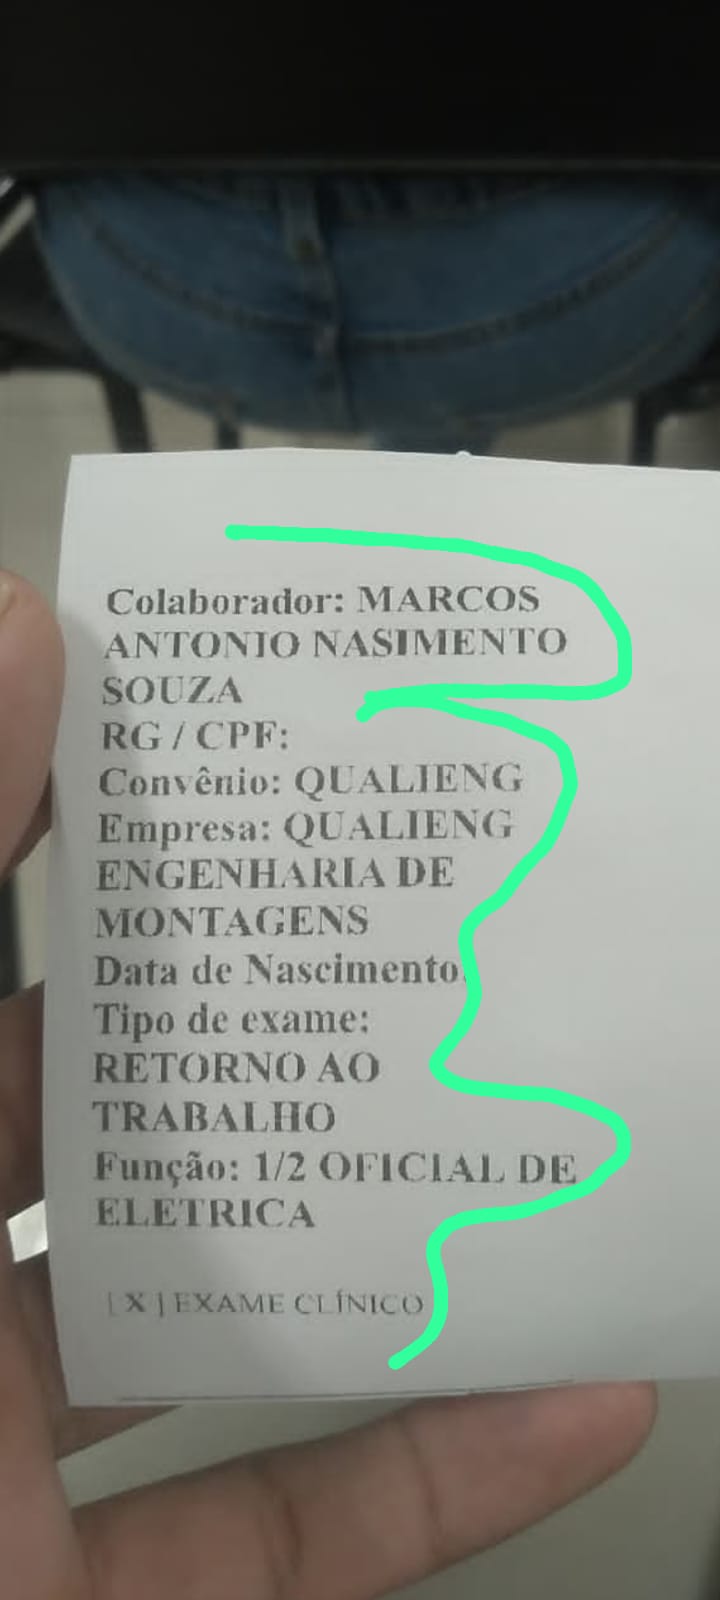 Colaborador: MARCOS
ANTONIO NASIMENTO
SOUZA
RG / CPF:
Convênio: QUALIENG
Empresa: QUALIENG
ENGENHARIA DE
MONTAGENS
Data de Nascimento:
Tipo de exame:
RETORNO AO
TRABALHO
Função: 1/2 OFICIAL DE
ELETRICA
[ X ] EXAME CLÍNICO